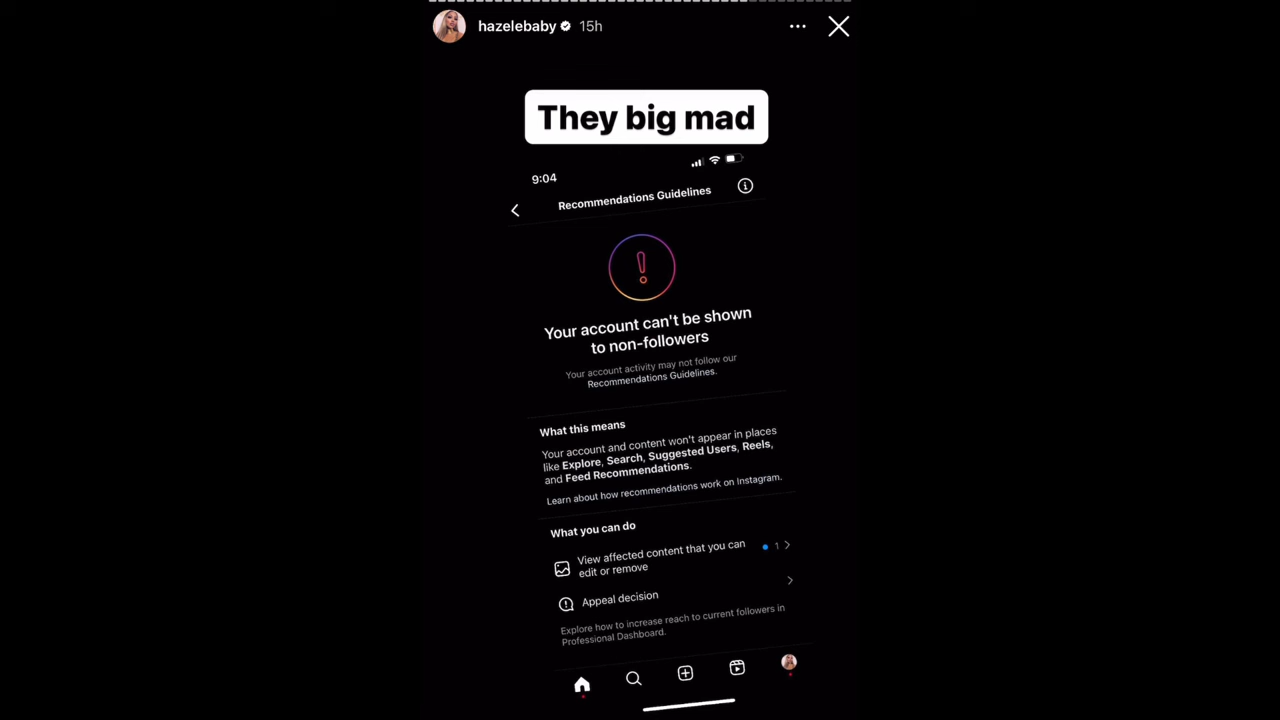 hazelebaby 15h
They big mad
9:04
Recommendations Guidelines
Your account can't be shown
to non-followers
Your account activity may not follow our
Recommendations Guidelines.
What this means
Your account and content won't appear in places
like Explore, Search, Suggested Users, Reels,
and Feed Recommendations.
Learn about how recommendations work on Instagram.
What you can do
View affected content that you can
edit or remove
1
Appeal decision
Explore how to increase reach to current followers in
Professional Dashboard.